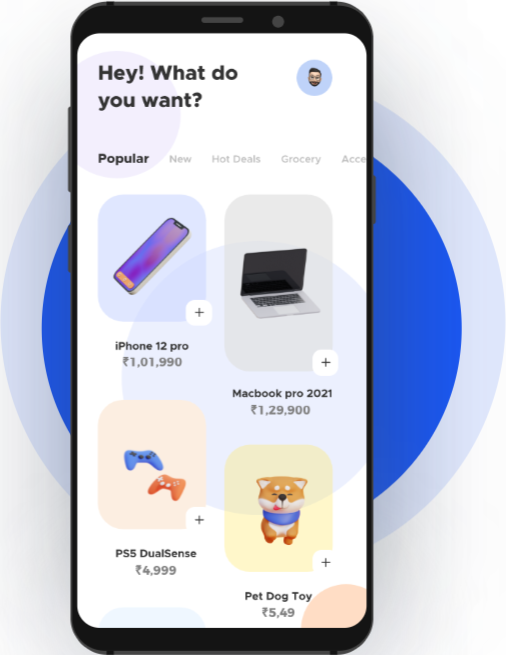 Hey! What do
you want?
Popular New Hot Deals Grocery Acce
iPhone 12 pro
₹1,01,990
Macbook pro 2021
₹1,29,900
PS5 DualSense
₹4,999
Pet Dog Toy
₹5,49